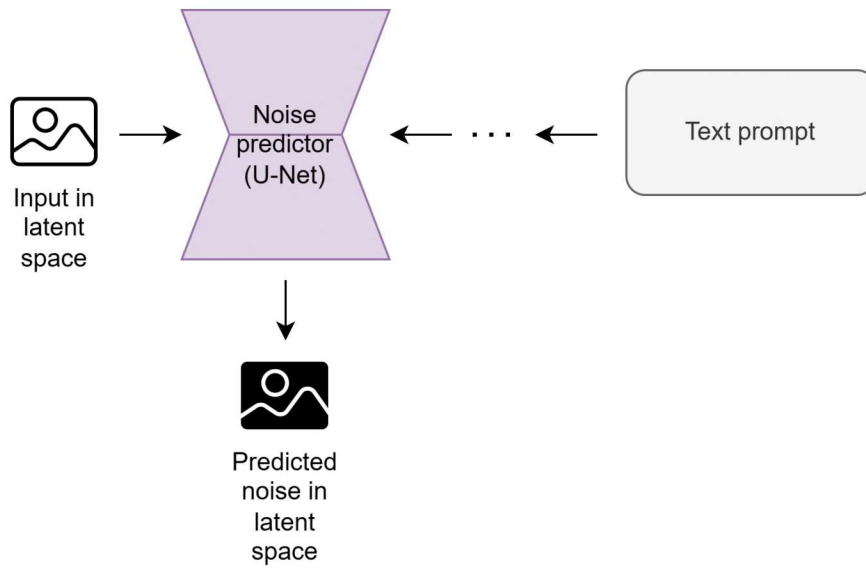 Noise
predictor
(U-Net)
. . .
Text prompt
Input in
latent
space
Predicted
noise in
latent
space